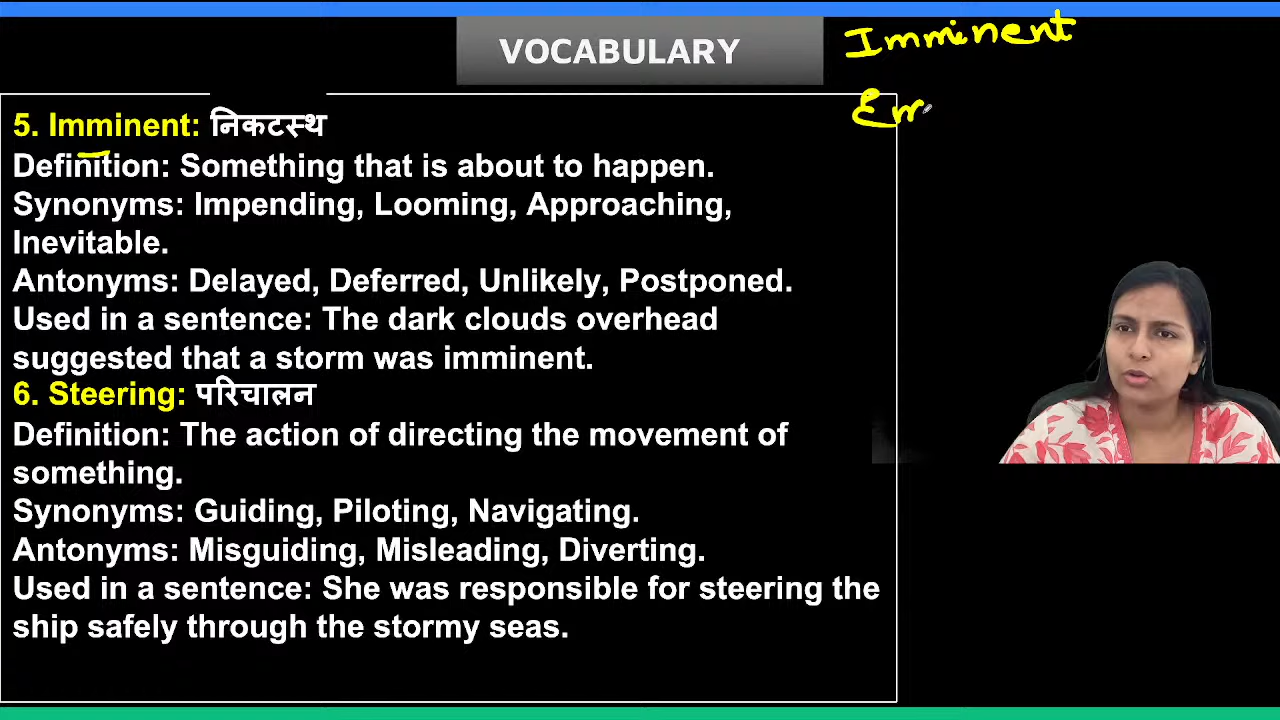 VOCABULARY
Imminent
5. Imminent: निकटस्थ
Definition: Something that is about to happen.
Synonyms: Impending, Looming, Approaching,
Inevitable.
Antonyms: Delayed, Deferred, Unlikely, Postponed.
Used in a sentence: The dark clouds overhead
suggested that a storm was imminent.
6. Steering: परिचालन
Definition: The action of directing the movement of
something.
Synonyms: Guiding, Piloting, Navigating.
Antonyms: Misguiding, Misleading, Diverting.
Used in a sentence: She was responsible for steering the
ship safely through the stormy seas.